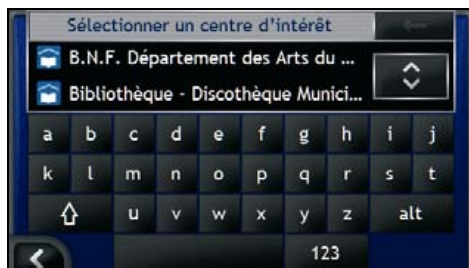 Sélectionner un centre d'intérêt
B.N.F. Département des Arts du ...
Bibliothèque - Discothèque Munici...
a b c d e f g h i j
k l m n o p q r s t
u v w x y z alt
123